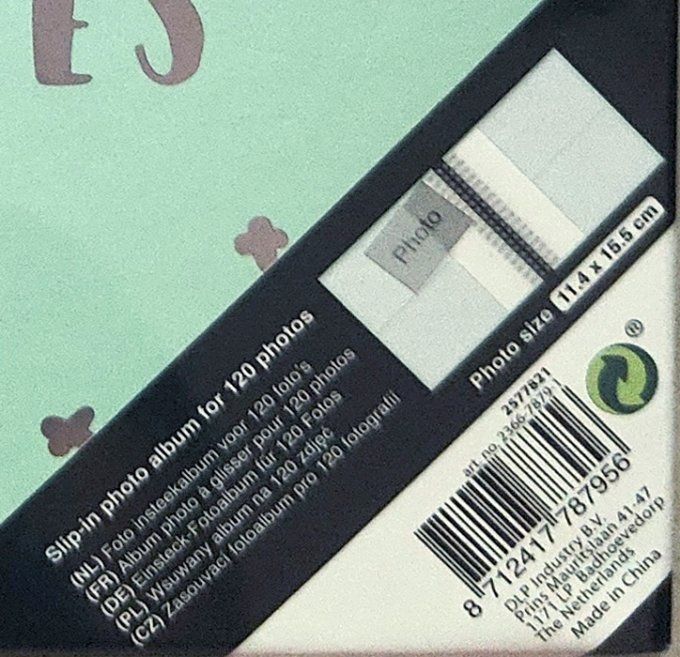 ES
Slip-in photo album for 120 photos
(NL) Foto insteekalbum voor 120 foto's
(FR) Album photo à glisser pour 120 photos
(DE) Einsteck-Fotoalbum für 120 Fotos
(PL) Wsuwany album na 120 zdjęć
(CZ) Zasouvací fotoalbum pro 120 fotografií
Photo
Photo size 11.4 x 15.5 cm
®
2577821
art. no. 2366-7879-
8 712417 787956
DLP Industry B.V.
Prins Mauritslaan 41-47
1171 LP Badhoevedorp
The Netherlands
Made in China